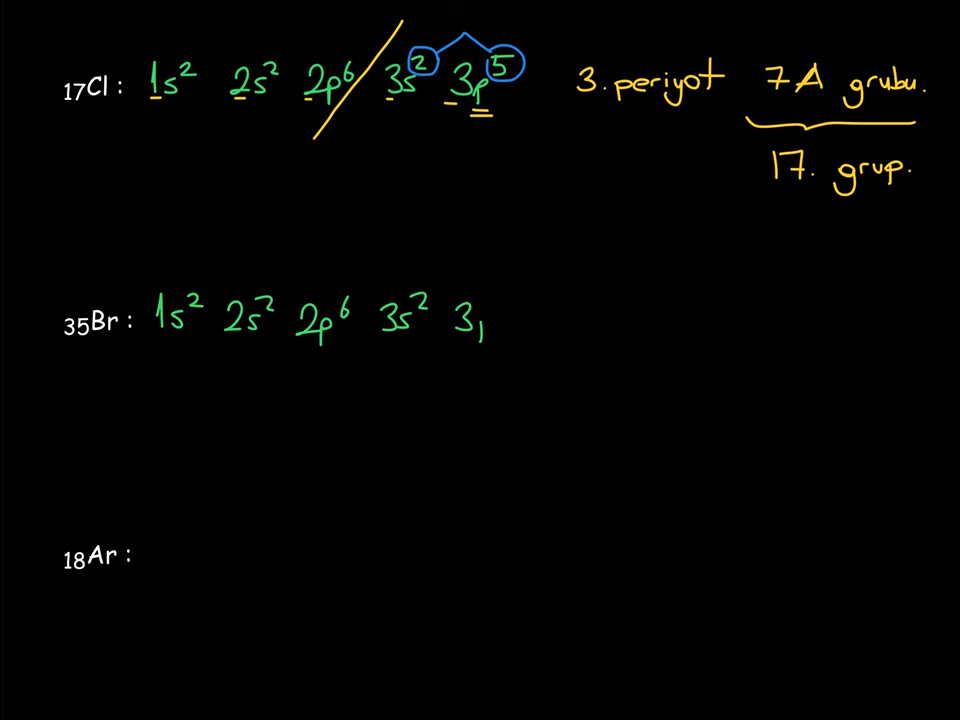 ₁₇Cl : 1s² 2s² 2p⁶ 3s² 3p⁵ 3. periyot 7A grubu.
17. grup.
₃₅Br : 1s² 2s² 2p⁶ 3s² 3
₁₈Ar :